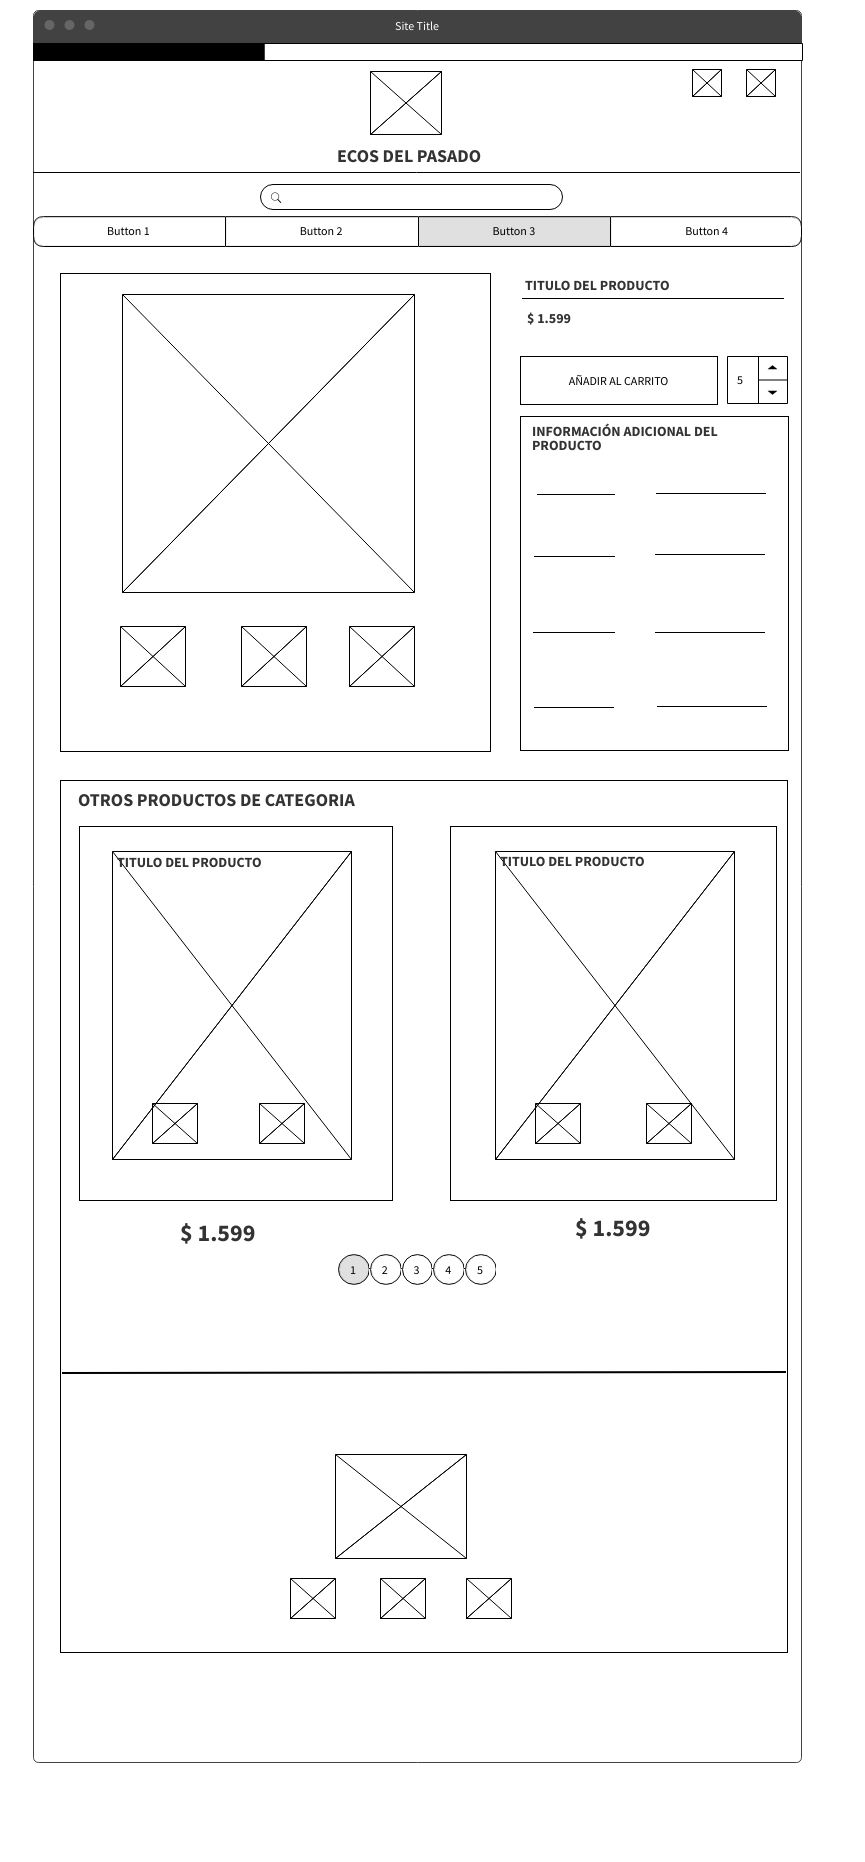 Site Title
ECOS DEL PASADO
Button 1
Button 2
Button 3
Button 4
TITULO DEL PRODUCTO
$ 1.599
AÑADIR AL CARRITO
5
INFORMACIÓN ADICIONAL DEL
PRODUCTO
OTROS PRODUCTOS DE CATEGORIA
TITULO DEL PRODUCTO
TITULO DEL PRODUCTO
$ 1.599
$ 1.599
1 2 3 4 5